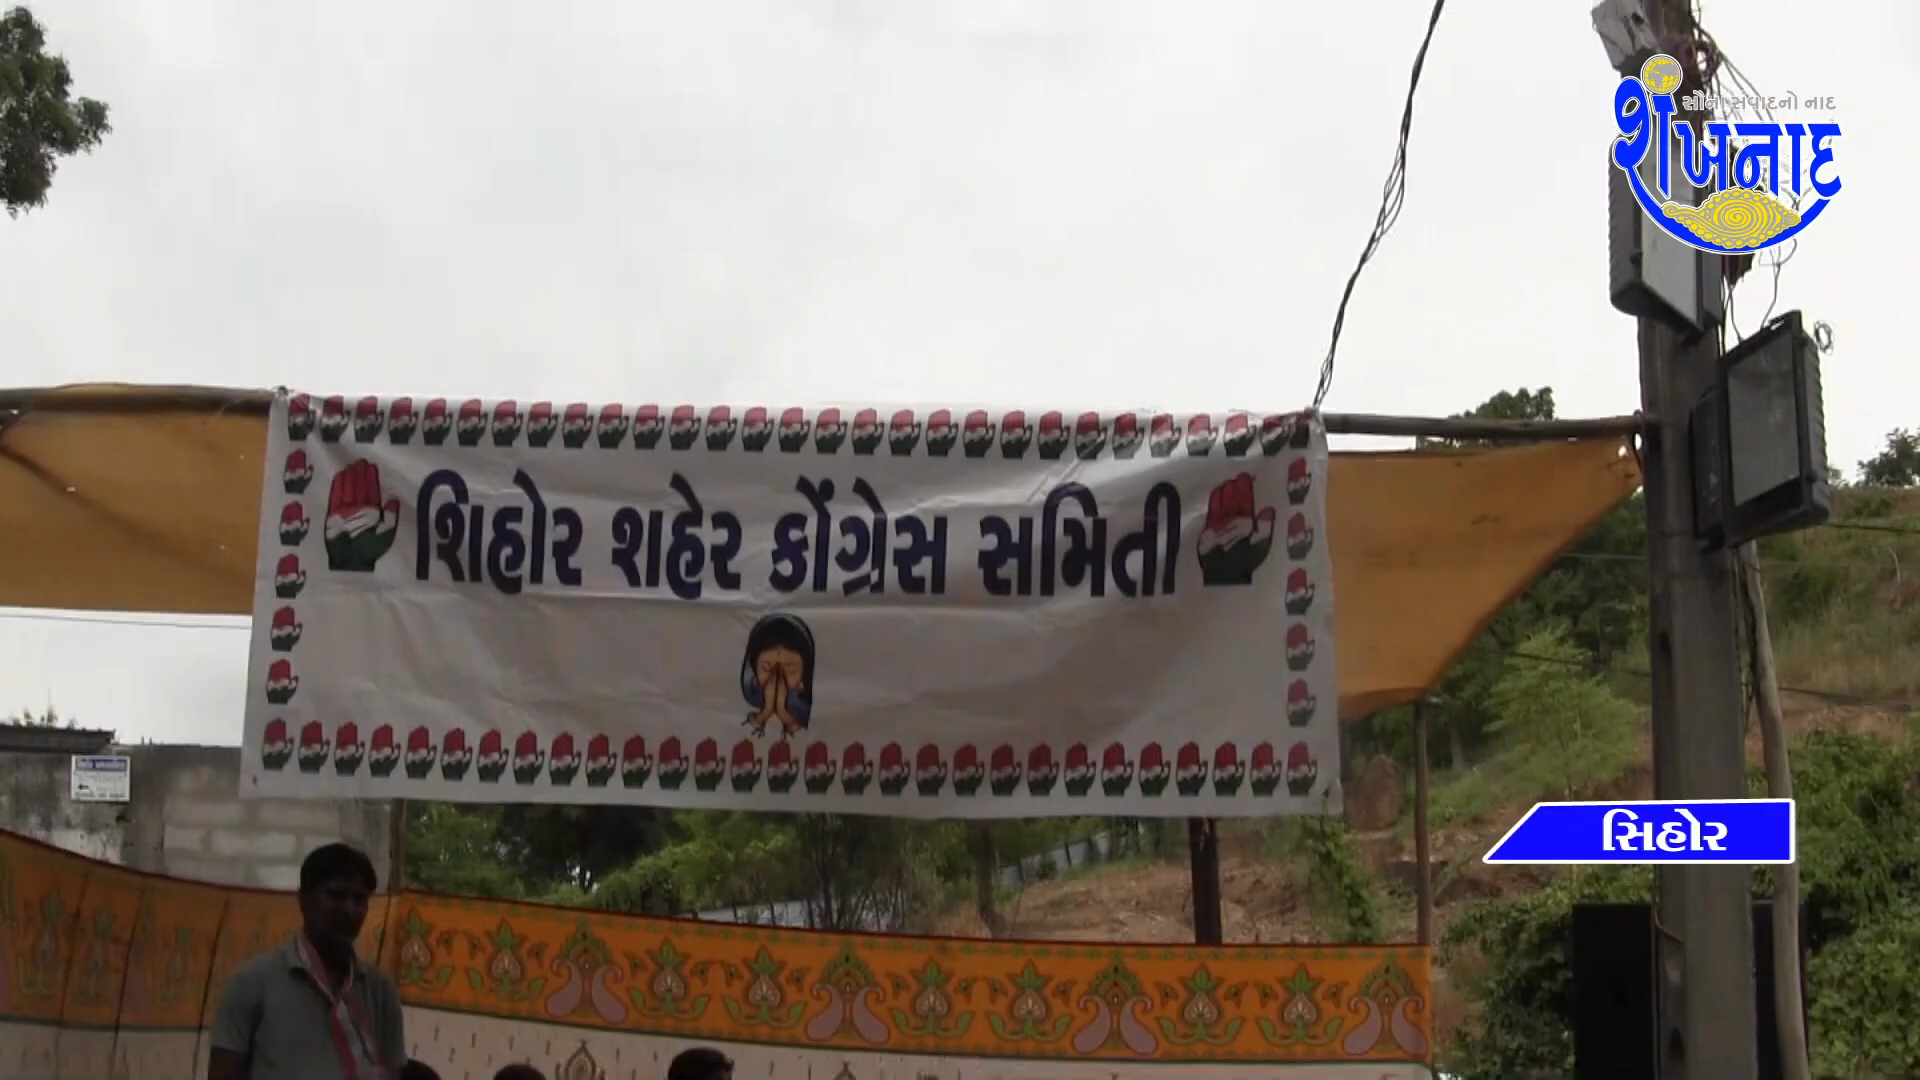 સૌના સંવાદનો નાદ
શંખનાદ
શિહોર શહેર કોંગ્રેસ સમિતી
સિહોર